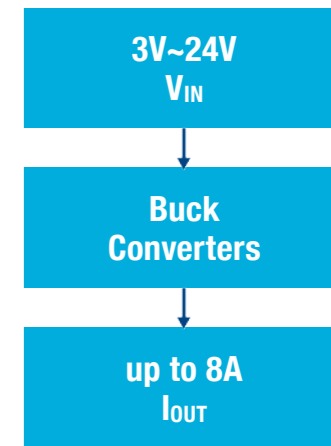 3V~24V
VIN
Buck
Converters
up to 8A
IOUT